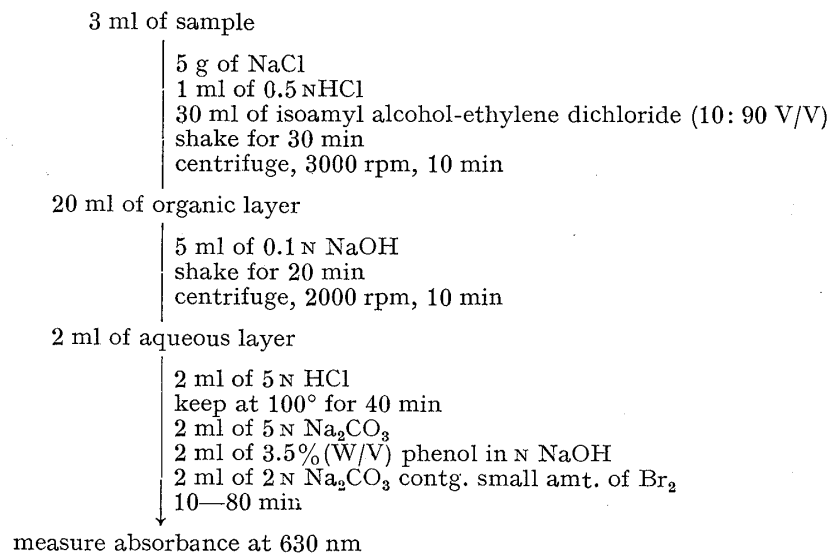 3 ml of sample
5 g of NaCl
1 ml of 0.5 N HCl
30 ml of isoamyl alcohol-ethylene dichloride (10: 90 V/V)
shake for 30 min
centrifuge, 3000 rpm, 10 min
20 ml of organic layer
5 ml of 0.1 N NaOH
shake for 20 min
centrifuge, 2000 rpm, 10 min
2 ml of aqueous layer
2 ml of 5 N HCl
keep at 100° for 40 min
2 ml of 5 N Na₂CO₃
2 ml of 3.5% (W/V) phenol in N NaOH
2 ml of 2 N Na₂CO₃ contg. small amt. of Br₂
10—80 min
measure absorbance at 630 nm